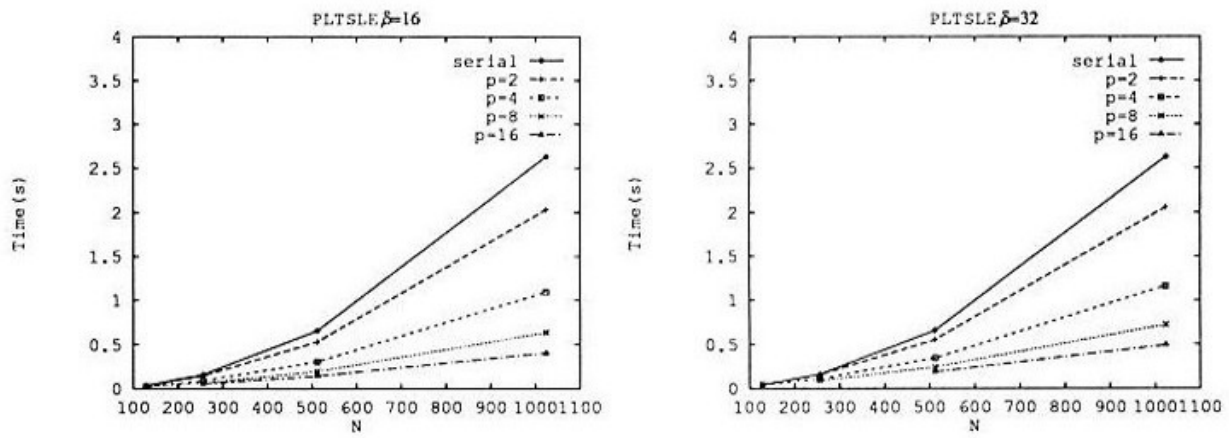 PLTSLE β=16
4
3.5
3
2.5
2
1.5
1
0.5
0
Time(s)
serial
p=2
p=4
p=8
p=16
100 200 300 400 500 600 700 800 900 10001100
N
PLTSLE β=32
4
3.5
3
2.5
2
1.5
1
0.5
0
Time(s)
serial
p=2
p=4
p=8
p=16
100 200 300 400 500 600 700 800 900 10001100
N